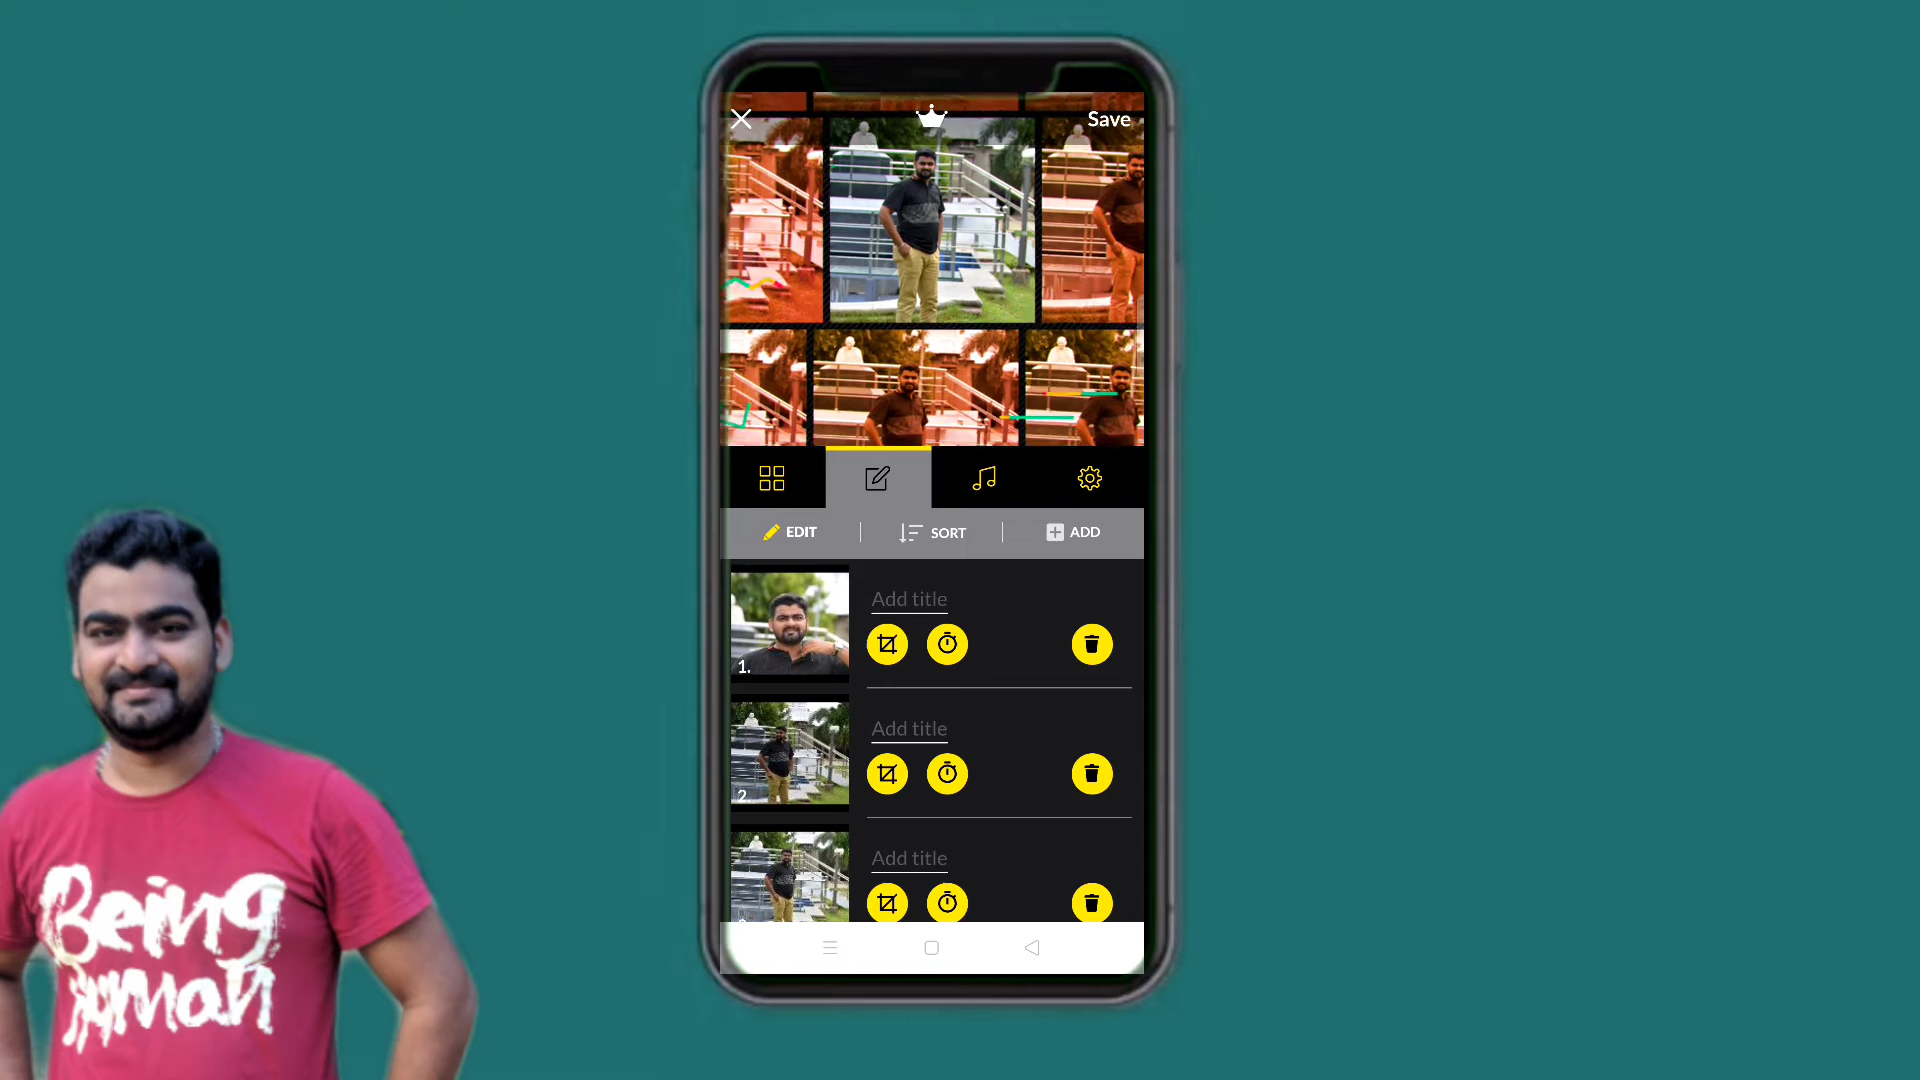 Save
EDIT
SORT
ADD
Add title
1.
Add title
2.
Add title
Being
Human